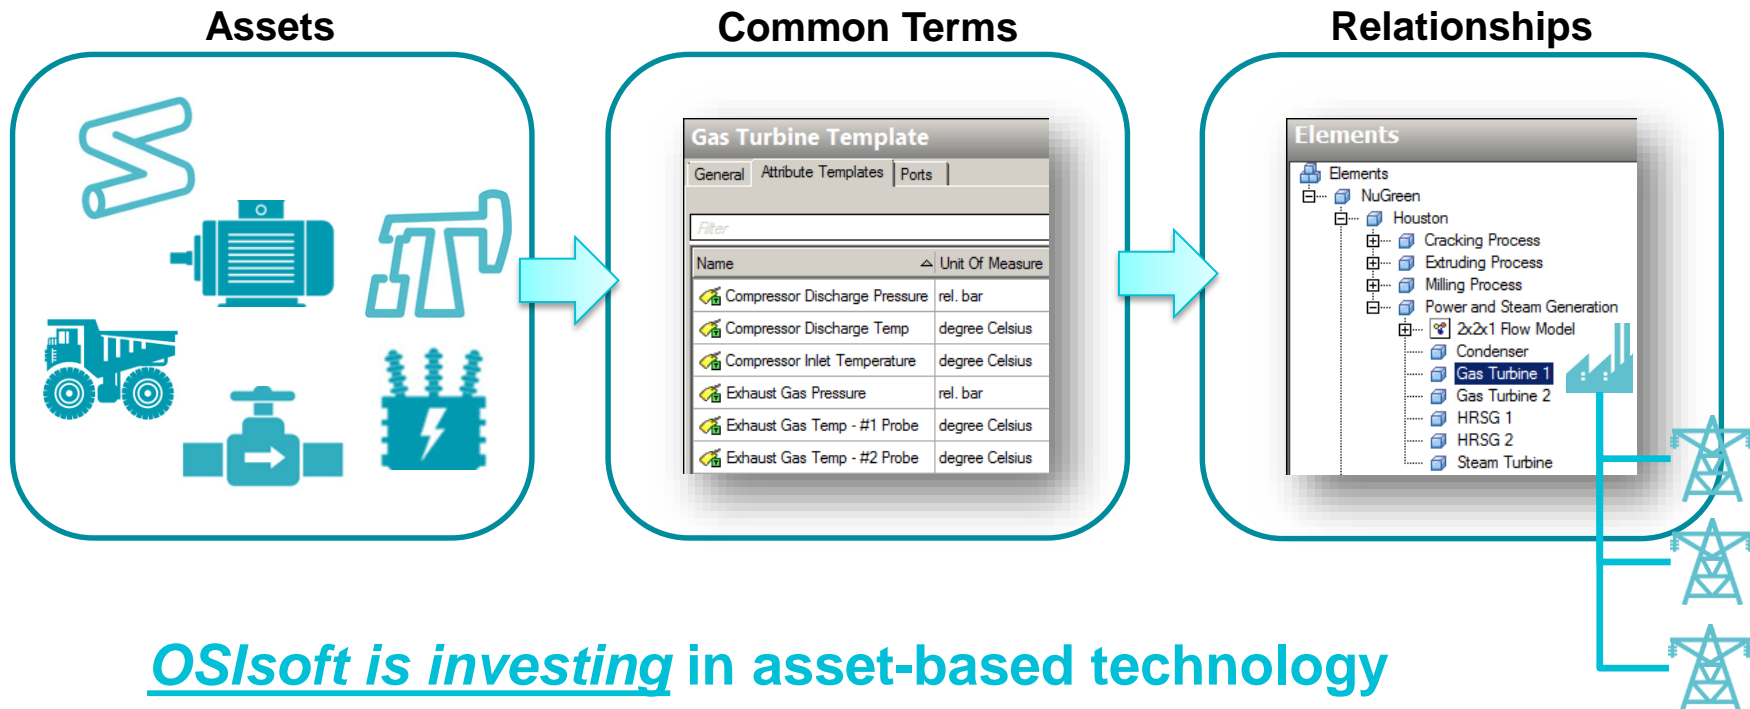 Assets
Common Terms
Relationships
Gas Turbine Template
General Attribute Templates Ports
Filter
Name Unit Of Measure
Compressor Discharge Pressure rel. bar
Compressor Discharge Temp degree Celsius
Compressor Inlet Temperature degree Celsius
Exhaust Gas Pressure rel. bar
Exhaust Gas Temp - #1 Probe degree Celsius
Exhaust Gas Temp - #2 Probe degree Celsius
Elements
Elements
NuGreen
Houston
Cracking Process
Extruding Process
Milling Process
Power and Steam Generation
2x2x1 Flow Model
Condenser
Gas Turbine 1
Gas Turbine 2
HRSG 1
HRSG 2
Steam Turbine
OSIsoft is investing in asset-based technology